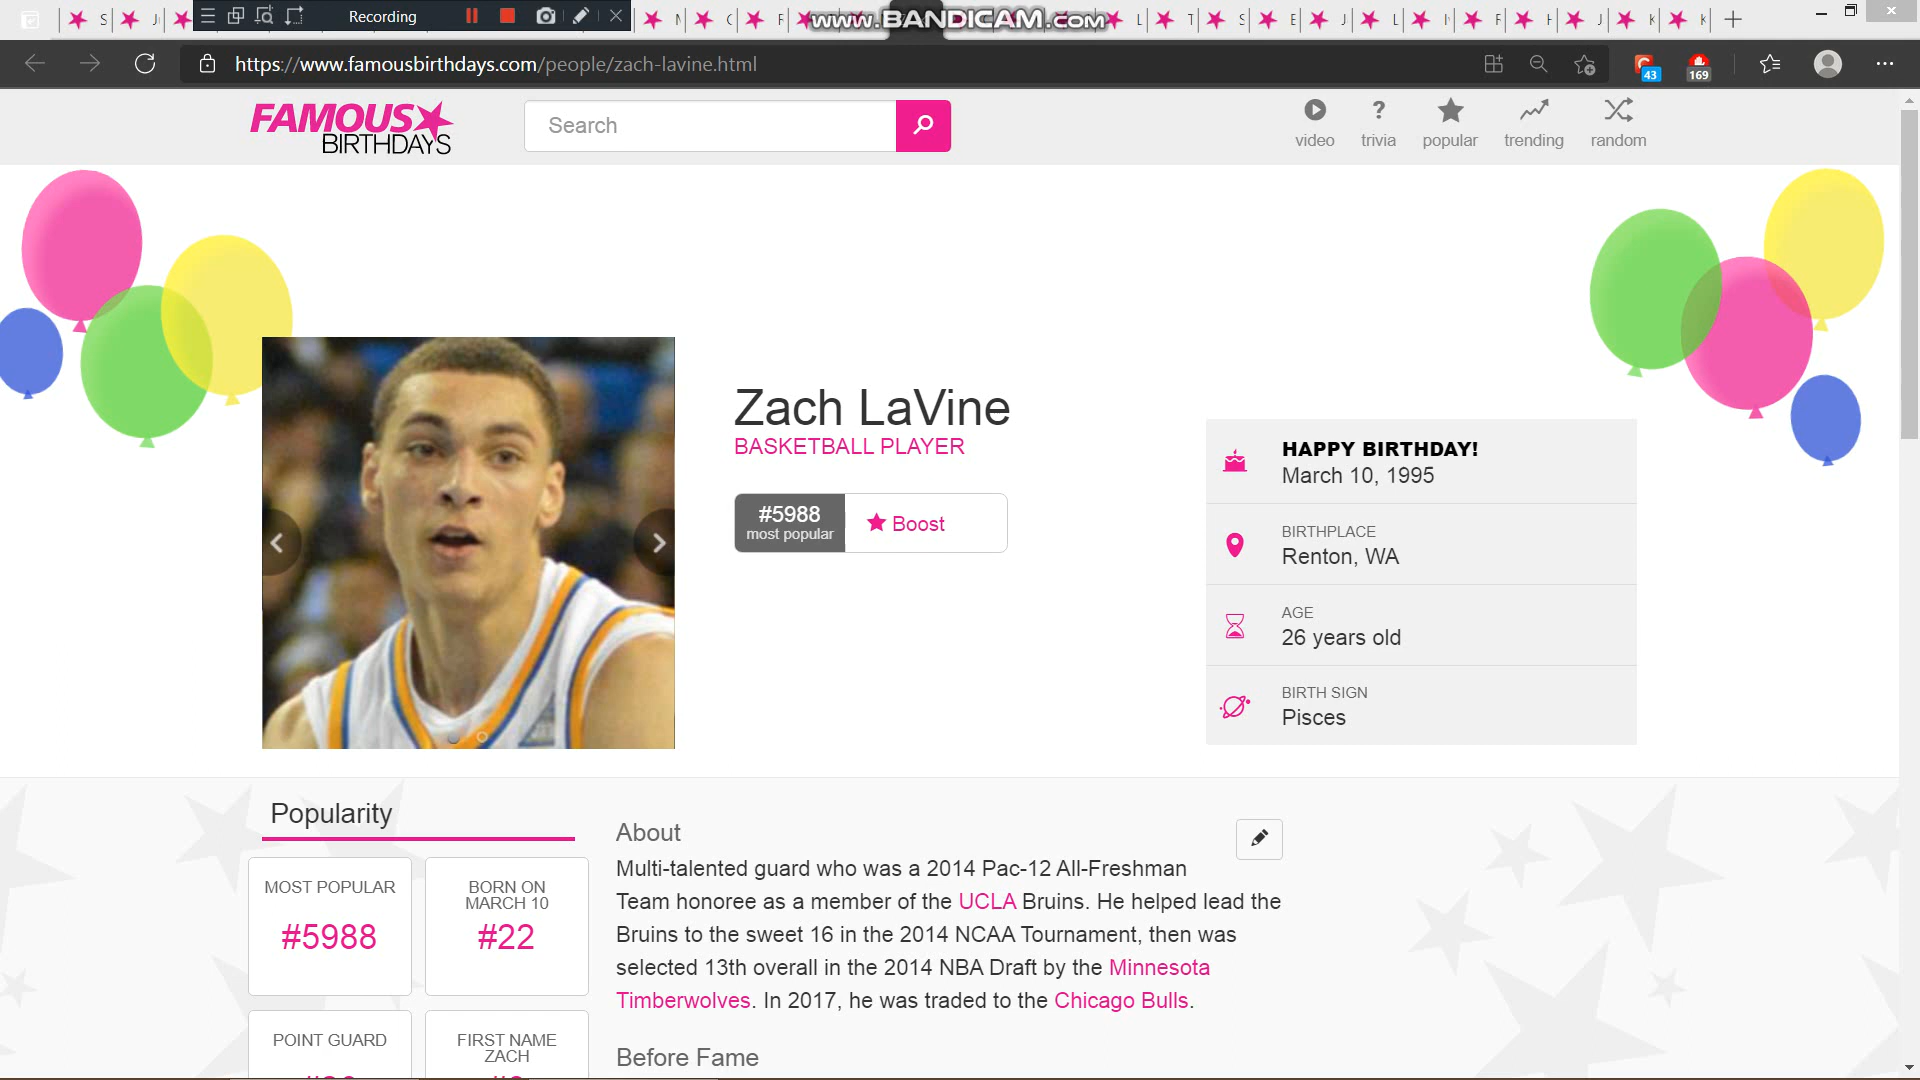 Recording
www.BANDICAM.com
https://www.famousbirthdays.com/people/zach-lavine.html
43
169
FAMOUS
BIRTHDAYS
Search
video
trivia
popular
trending
random
Zach LaVine
BASKETBALL PLAYER
#5988
most popular
Boost
HAPPY BIRTHDAY!
March 10, 1995
BIRTHPLACE
Renton, WA
AGE
26 years old
BIRTH SIGN
Pisces
Popularity
MOST POPULAR
#5988
BORN ON
MARCH 10
#22
POINT GUARD
FIRST NAME
ZACH
About
Multi-talented guard who was a 2014 Pac-12 All-Freshman
Team honoree as a member of the UCLA Bruins. He helped lead the
Bruins to the sweet 16 in the 2014 NCAA Tournament, then was
selected 13th overall in the 2014 NBA Draft by the Minnesota
Timberwolves. In 2017, he was traded to the Chicago Bulls.
Before Fame